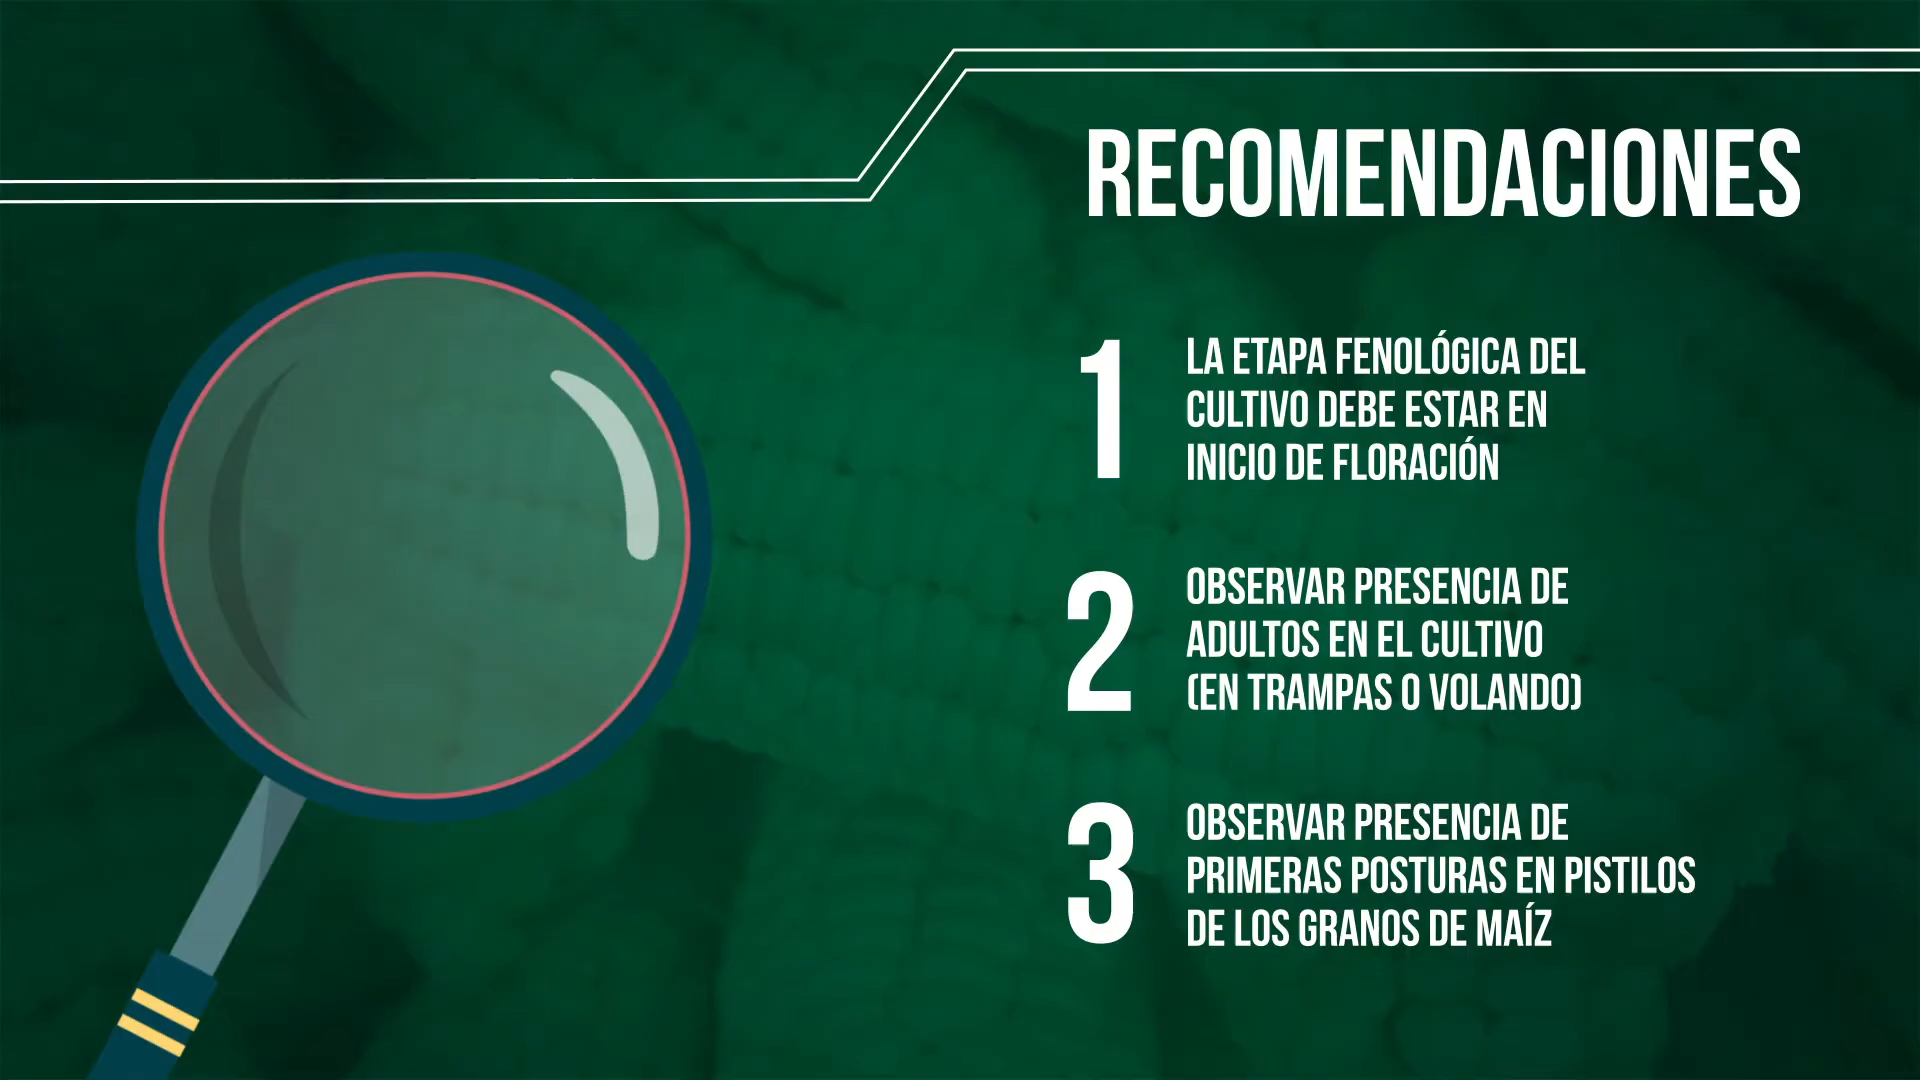 RECOMENDACIONES
1
LA ETAPA FENOLÓGICA DEL
CULTIVO DEBE ESTAR EN
INICIO DE FLORACIÓN
2
OBSERVAR PRESENCIA DE
ADULTOS EN EL CULTIVO
(EN TRAMPAS O VOLANDO)
3
OBSERVAR PRESENCIA DE
PRIMERAS POSTURAS EN PISTILOS
DE LOS GRANOS DE MAÍZ